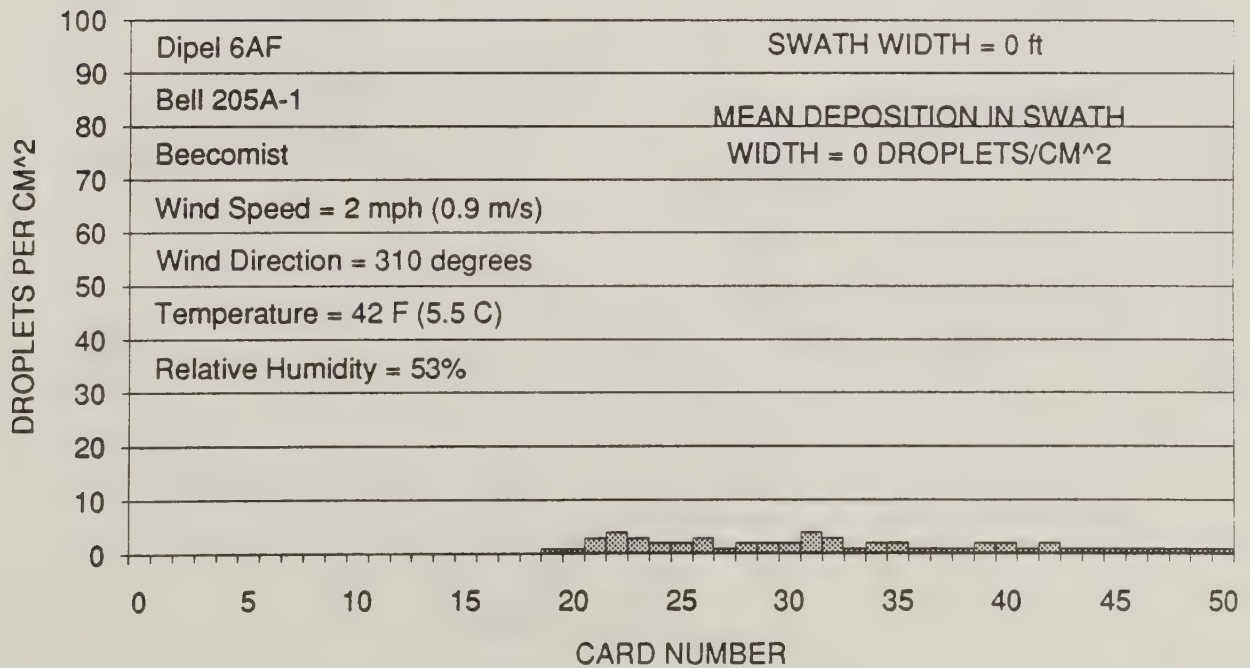 100
90
80
70
60
50
40
30
20
10
0
DROPLETS PER CM^2
Dipel 6AF
Bell 205A-1
Beecomist
Wind Speed = 2 mph (0.9 m/s)
Wind Direction = 310 degrees
Temperature = 42 F (5.5 C)
Relative Humidity = 53%
SWATH WIDTH = 0 ft
MEAN DEPOSITION IN SWATH
WIDTH = 0 DROPLETS/CM^2
0 5 10 15 20 25 30 35 40 45 50
CARD NUMBER